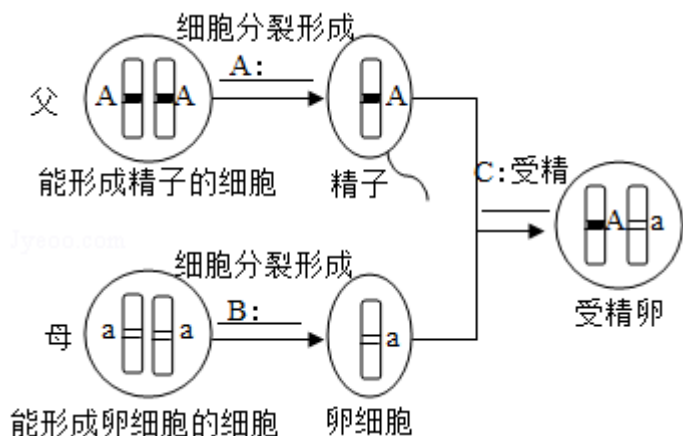 细胞分裂形成
A:
父
A A
A
能形成精子的细胞
精子
C:受精
A a
受精卵
Jyeoo.com
细胞分裂形成
B:
母
a a
a
能形成卵细胞的细胞
卵细胞